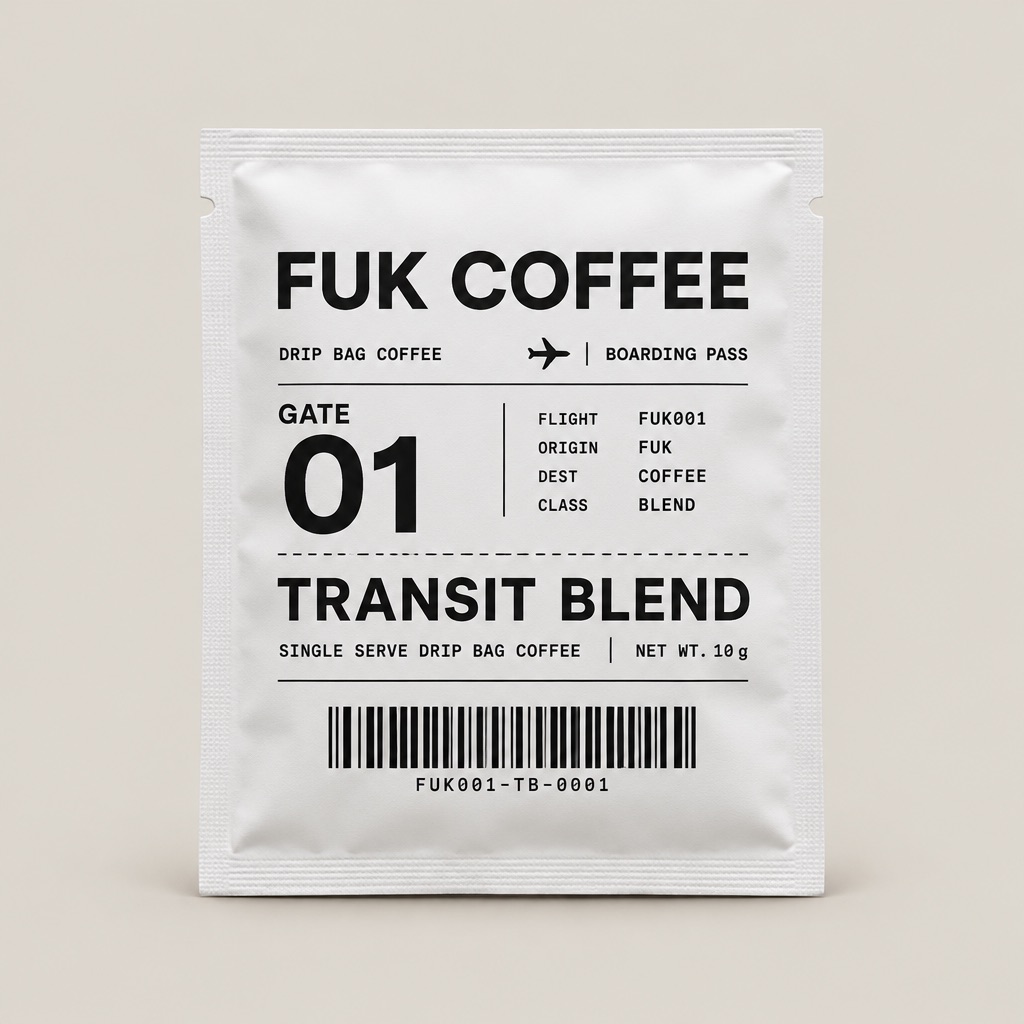 FUK COFFEE
DRIP BAG COFFEE | BOARDING PASS
GATE
01
FLIGHT FUK001
ORIGIN FUK
DEST COFFEE
CLASS BLEND
TRANSIT BLEND
SINGLE SERVE DRIP BAG COFFEE | NET WT. 10 g
FUK001-TB-0001